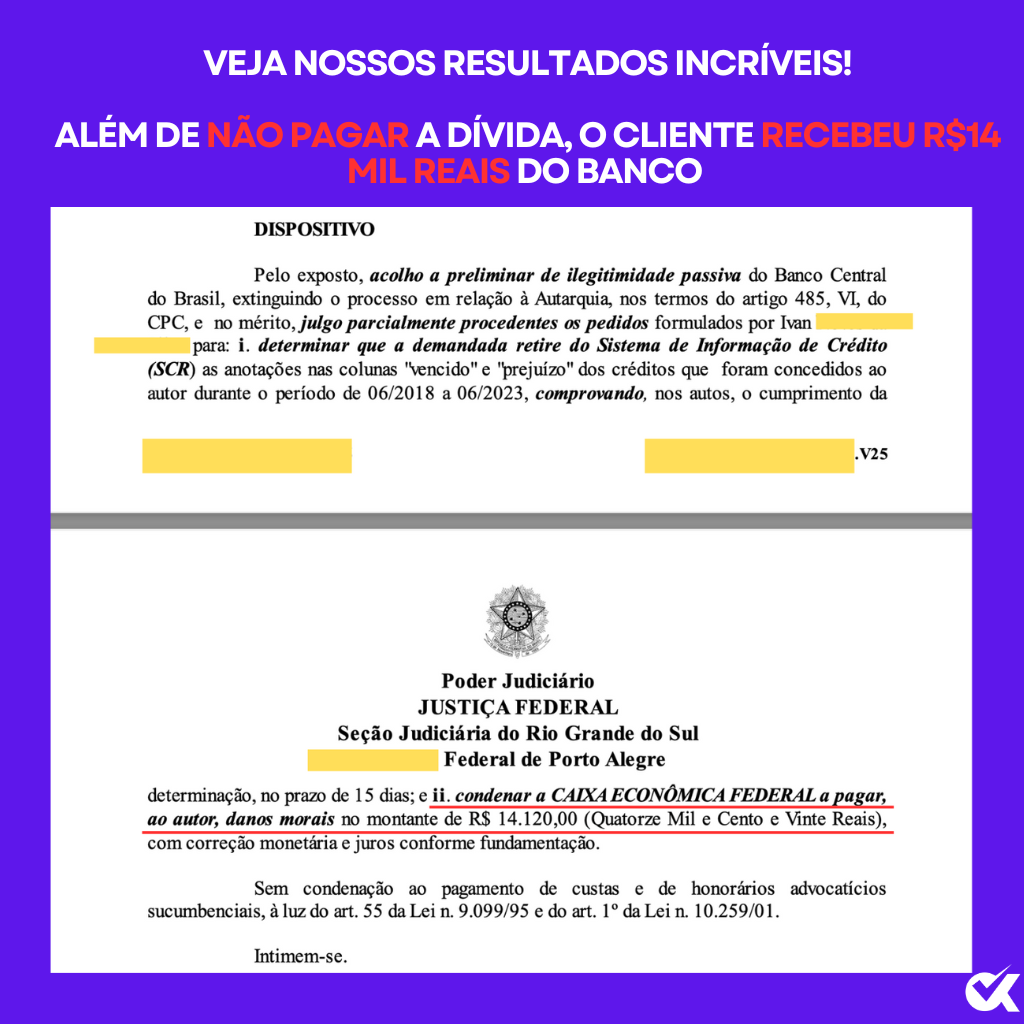 VEJA NOSSOS RESULTADOS INCRÍVEIS!
ALÉM DE NÃO PAGAR A DÍVIDA, O CLIENTE RECEBEU R$14
MIL REAIS DO BANCO
DISPOSITIVO
Pelo exposto, acolho a preliminar de ilegitimidade passiva do Banco Central
do Brasil, extinguindo o processo em relação à Autarquia, nos termos do artigo 485, VI, do
CPC, e no mérito, julgo parcialmente procedentes os pedidos formulados por Ivan
para: i. determinar que a demandada retire do Sistema de Informação de Crédito
(SCR) as anotações nas colunas "vencido" e "prejuízo" dos créditos que foram concedidos ao
autor durante o período de 06/2018 a 06/2023, comprovando, nos autos, o cumprimento da
.V25
Poder Judiciário
JUSTIÇA FEDERAL
Seção Judiciária do Rio Grande do Sul
Federal de Porto Alegre
determinação, no prazo de 15 dias; e ii. condenar a CAIXA ECONÔMICA FEDERAL a pagar,
ao autor, danos morais no montante de R$ 14.120,00 (Quatorze Mil e Cento e Vinte Reais),
com correção monetária e juros conforme fundamentação.
Sem condenação ao pagamento de custas e de honorários advocatícios
sucumbenciais, à luz do art. 55 da Lei n. 9.099/95 e do art. 1º da Lei n. 10.259/01.
Intimem-se.